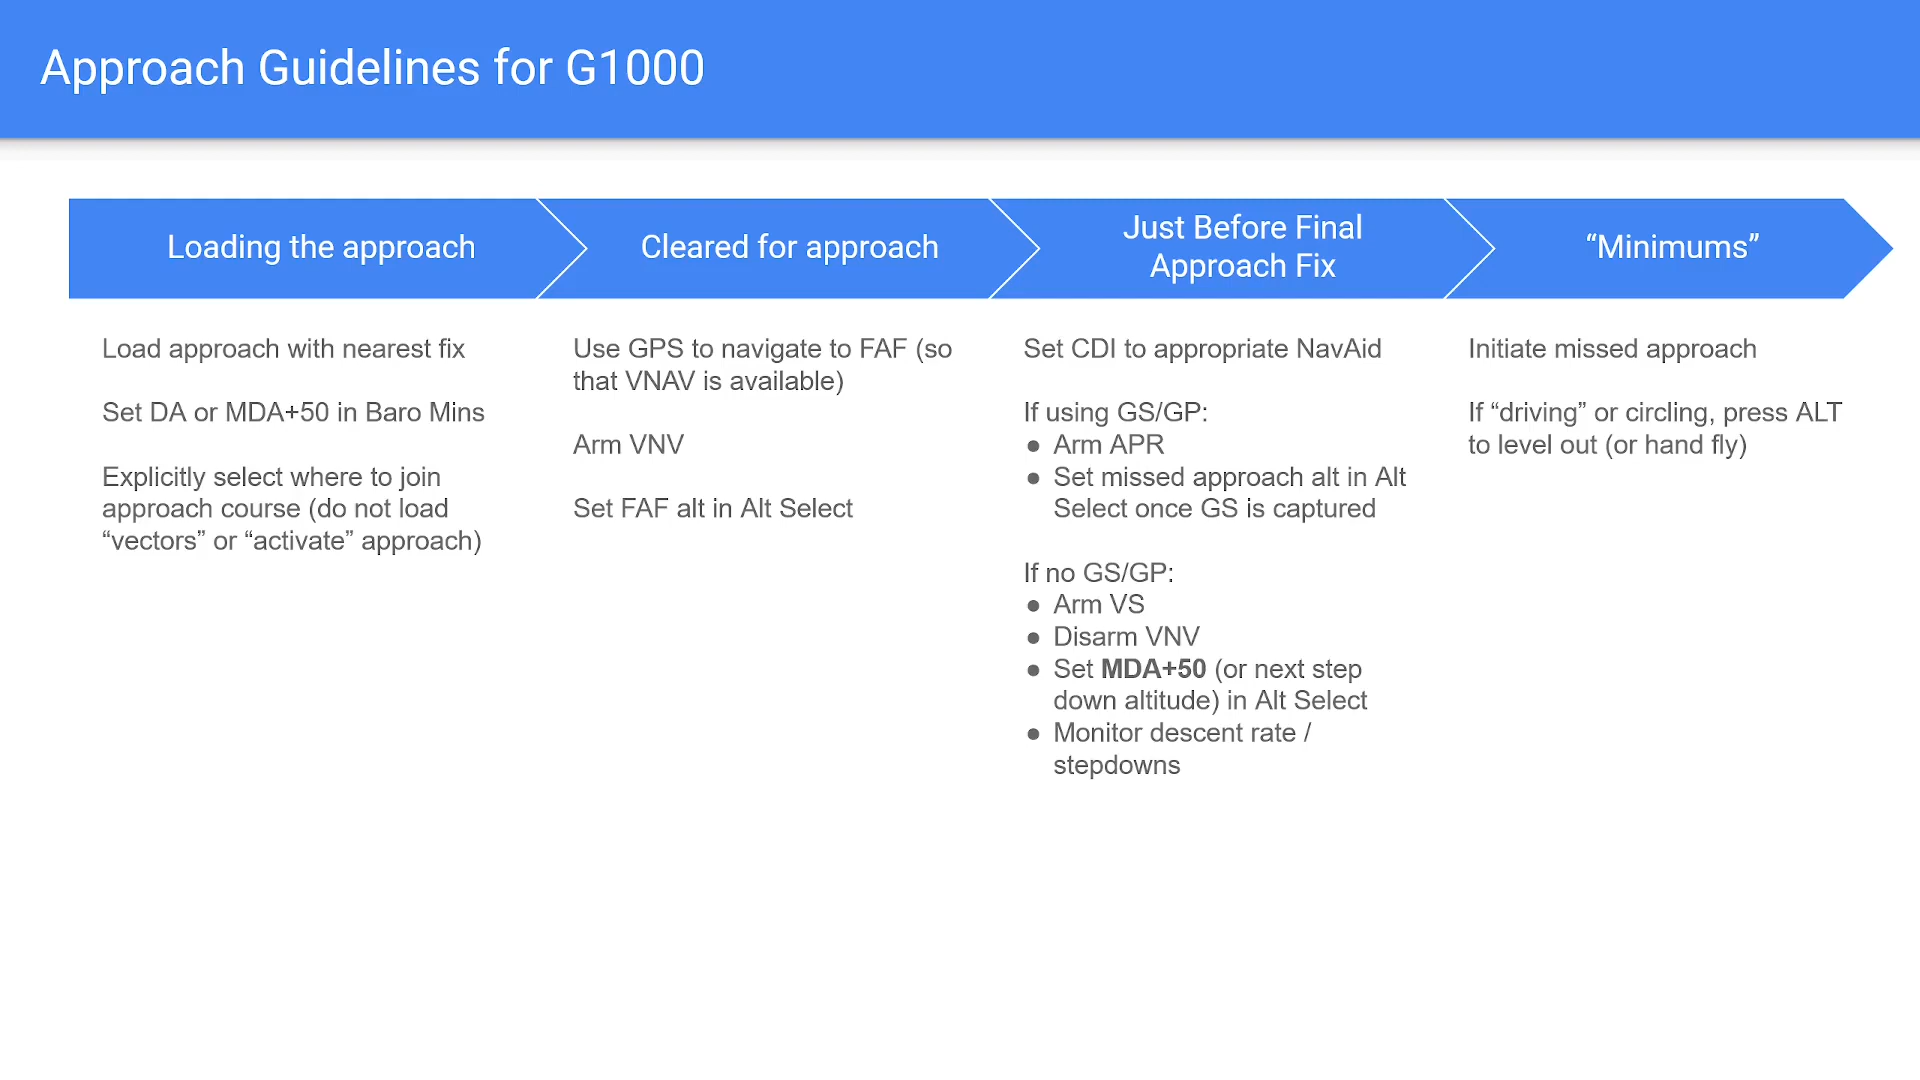 Approach Guidelines for G1000
Loading the approach
Load approach with nearest fix
Set DA or MDA+50 in Baro Mins
Explicitly select where to join
approach course (do not load
“vectors” or “activate” approach)
Cleared for approach
Use GPS to navigate to FAF (so
that VNAV is available)
Arm VNV
Set FAF alt in Alt Select
Just Before Final
Approach Fix
Set CDI to appropriate NavAid
If using GS/GP:
● Arm APR
● Set missed approach alt in Alt
Select once GS is captured
If no GS/GP:
● Arm VS
● Disarm VNV
● Set MDA+50 (or next step
down altitude) in Alt Select
● Monitor descent rate /
stepdowns
“Minimums”
Initiate missed approach
If “driving” or circling, press ALT
to level out (or hand fly)